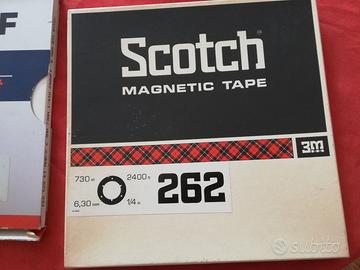 F
Scotch
MAGNETIC TAPE
3M
730 m 2400 ft
262
6,30 mm 1/4 in
subito